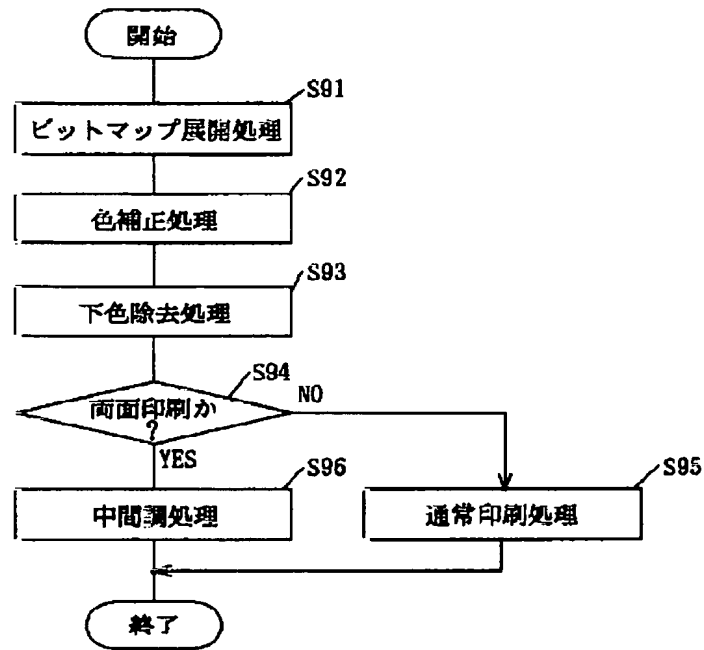 開始
S91
ビットマップ展開処理
S92
色補正処理
S93
下色除去処理
S94
両面印刷か
?
NO
YES
S96
中間調処理
S95
通常印刷処理
終了